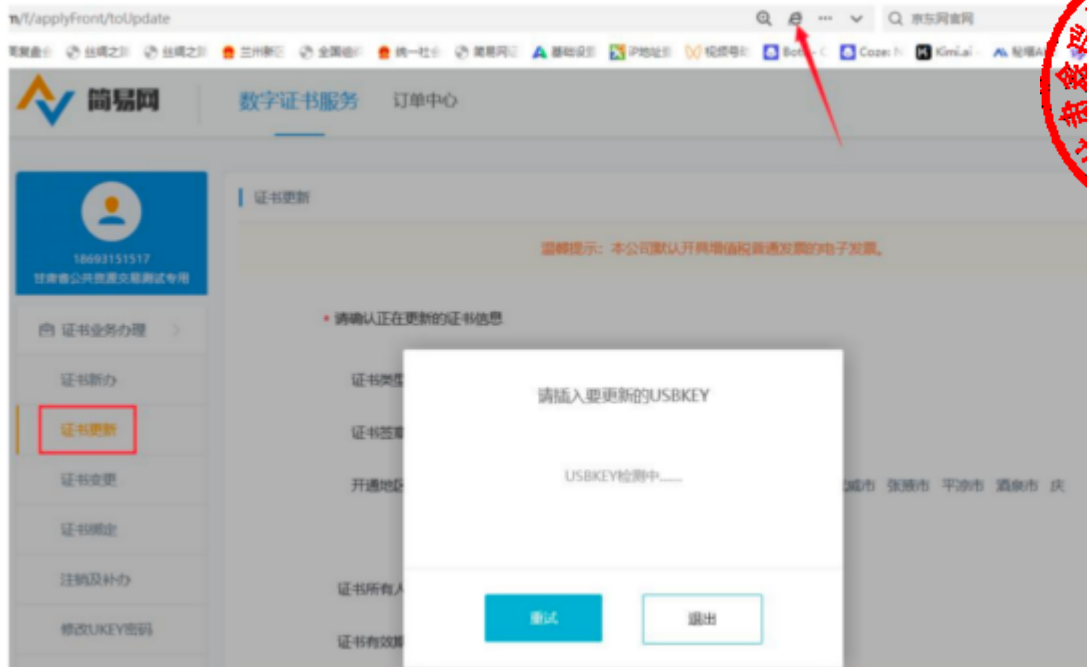 /f/applyFront/toUpdate
京东网官网
简易网
数字证书服务 订单中心
证书更新
18693151517
甘肃省公共资源交易测试专用
温馨提示：本公司默认开具增值税普通发票的电子发票。
证书业务办理
* 请确认正在更新的证书信息
证书新办
证书类型
请插入要更新的USBKEY
证书更新
证书签章
USBKEY检测中......
证书变更
开通地区
威市 张掖市 平凉市 酒泉市 庆
证书绑定
注销及补办
证书所有人
重试 退出
修改UKEY密码
证书有效期